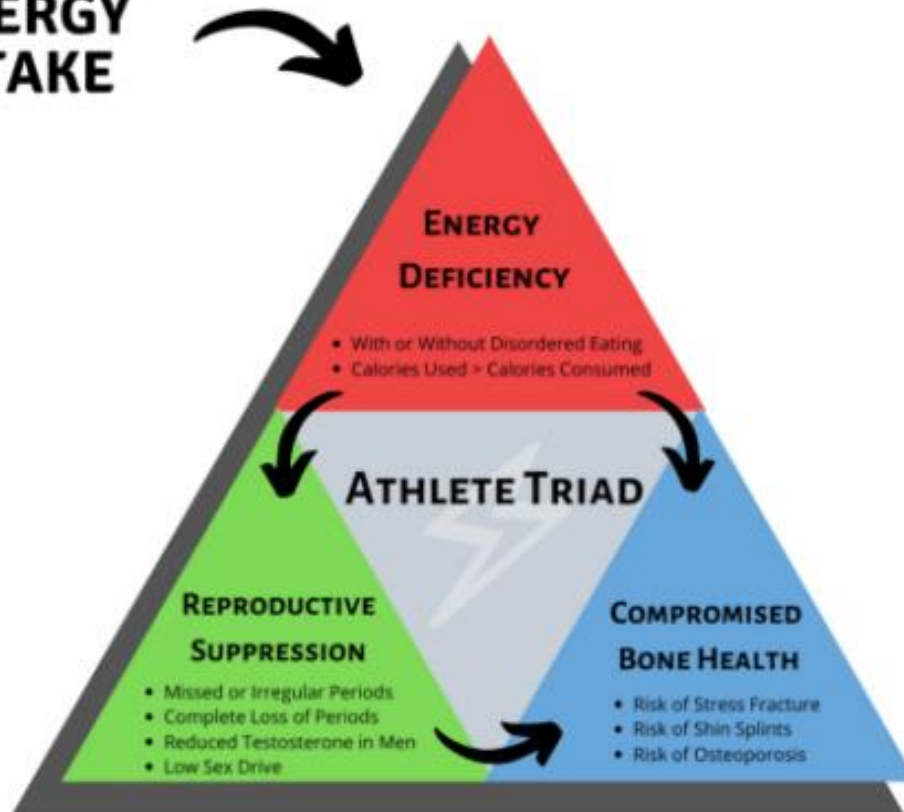 ENERGY
DEFICIENCY
• With or Without Disordered Eating
• Calories Used > Calories Consumed
ATHLETE TRIAD
REPRODUCTIVE
SUPPRESSION
• Missed or Irregular Periods
• Complete Loss of Periods
• Reduced Testosterone in Men
• Low Sex Drive
COMPROMISED
BONE HEALTH
• Risk of Stress Fracture
• Risk of Shin Splints
• Risk of Osteoporosis